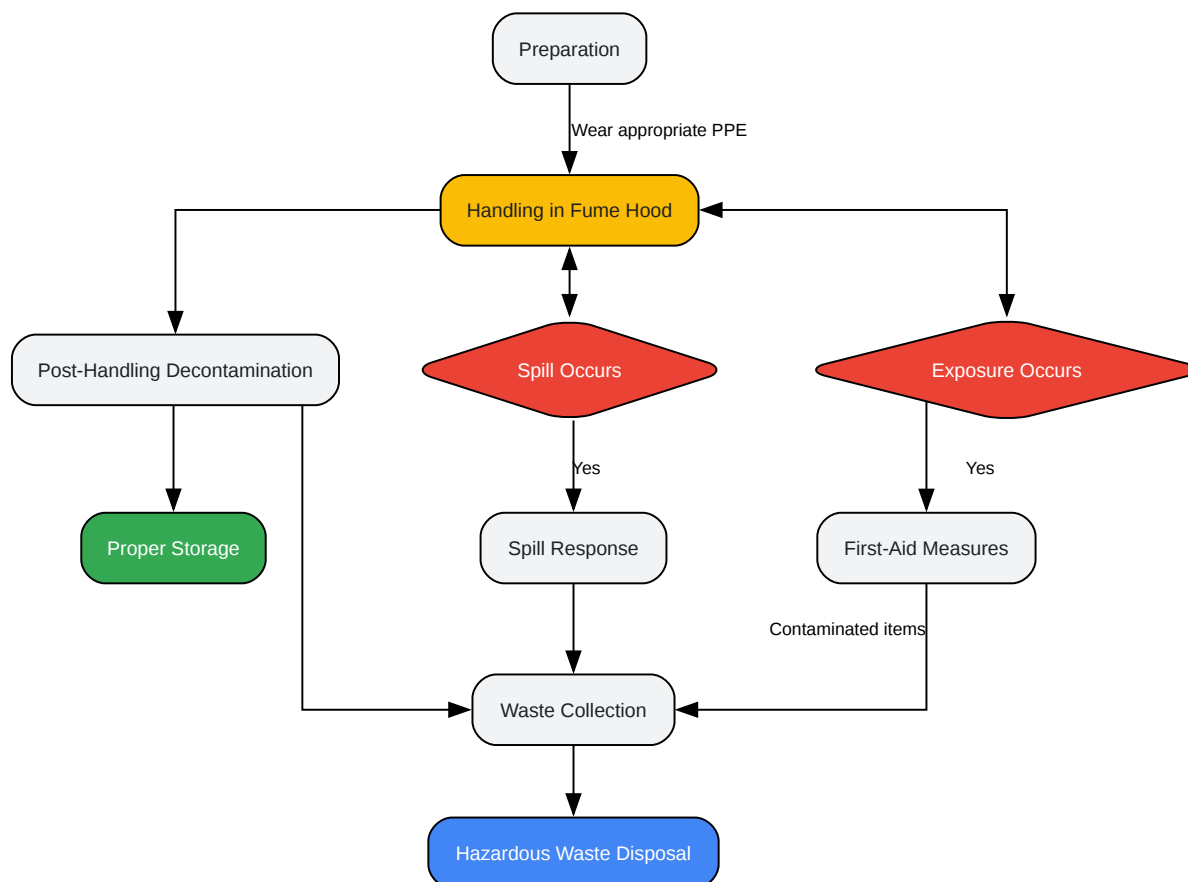 Preparation
Wear appropriate PPE
Handling in Fume Hood
Post-Handling Decontamination
Spill Occurs
Exposure Occurs
Yes
Yes
Proper Storage
Spill Response
First-Aid Measures
Contaminated items
Waste Collection
Hazardous Waste Disposal